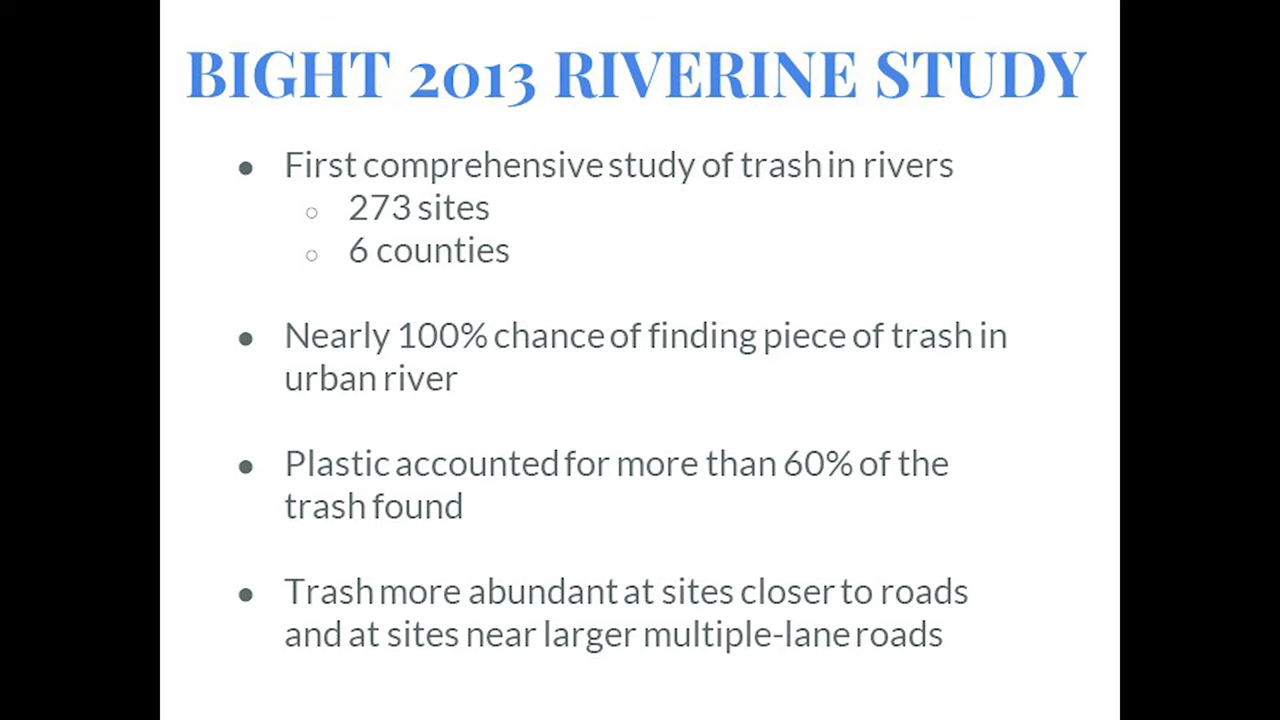 BIGHT 2013 RIVERINE STUDY
● First comprehensive study of trash in rivers
○ 273 sites
○ 6 counties
● Nearly 100% chance of finding piece of trash in
urban river
● Plastic accounted for more than 60% of the
trash found
● Trash more abundant at sites closer to roads
and at sites near larger multiple-lane roads